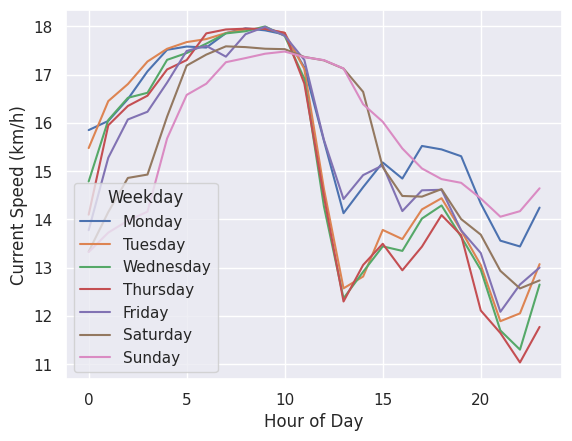 18
17
16
15
14
13
12
11
Current Speed (km/h)
Weekday
Monday
Tuesday
Wednesday
Thursday
Friday
Saturday
Sunday
0
5
10
15
20
Hour of Day